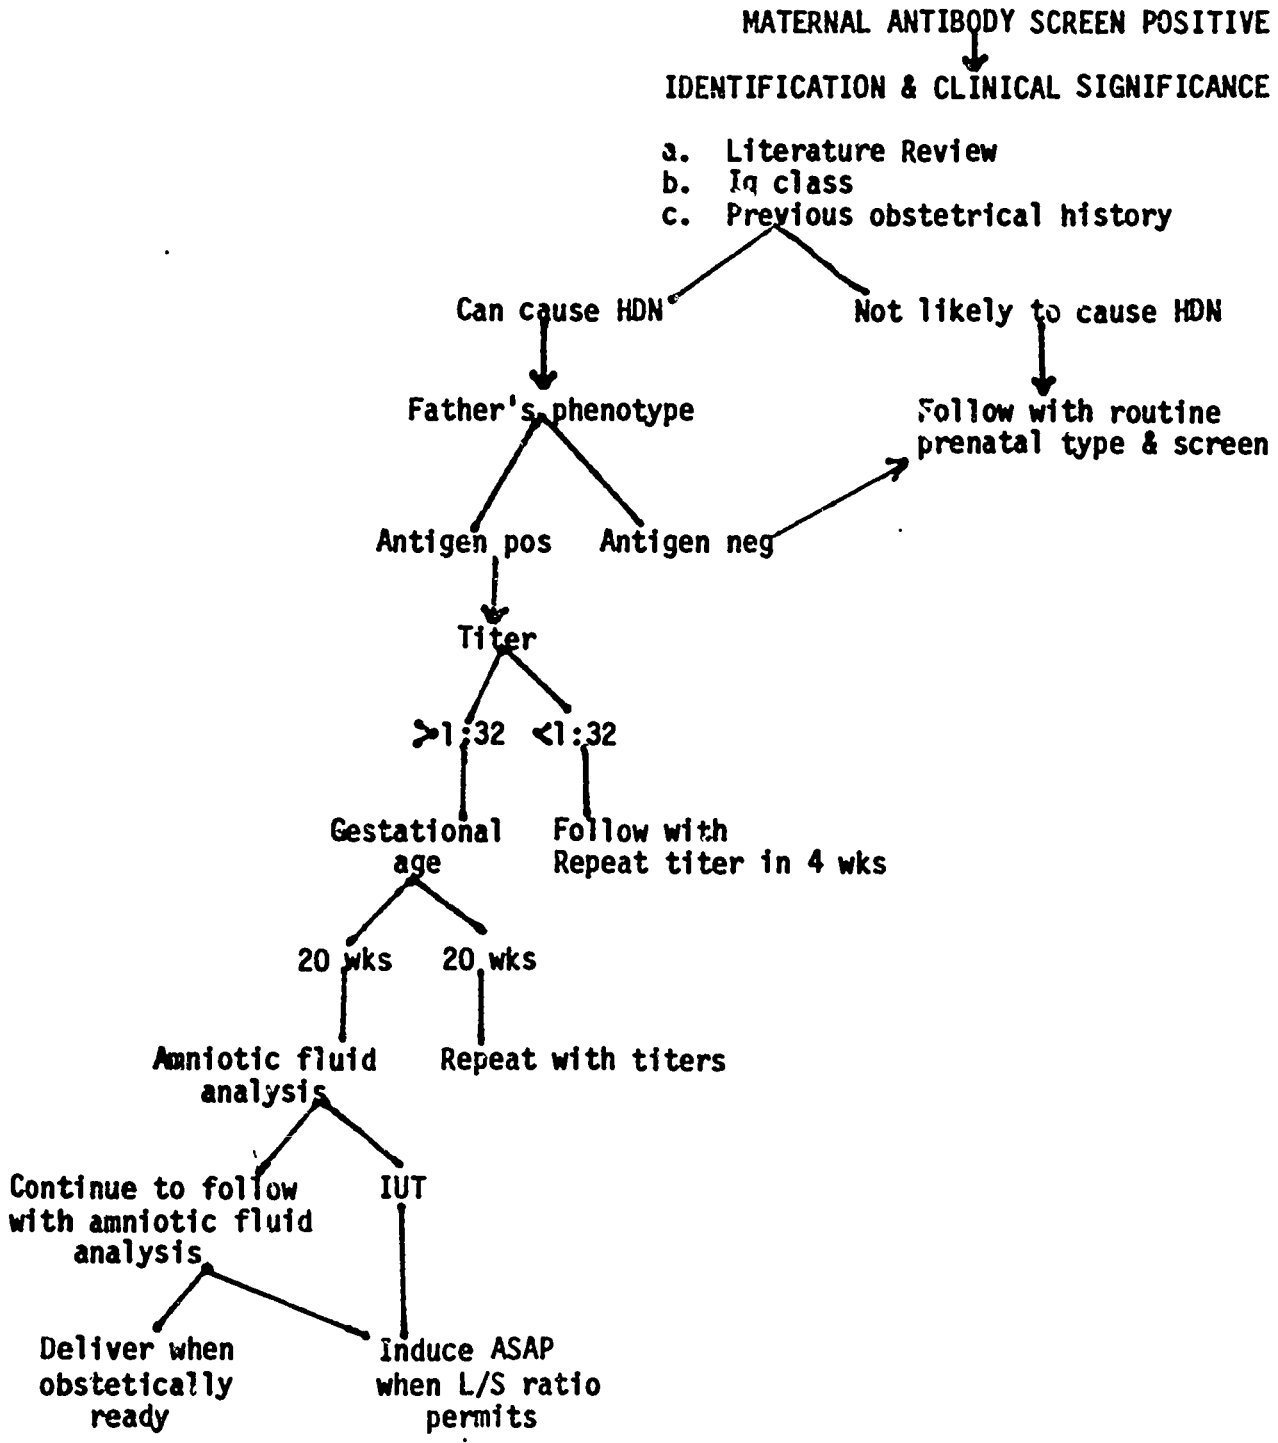 MATERNAL ANTIBODY SCREEN POSITIVE
IDENTIFICATION & CLINICAL SIGNIFICANCE
a. Literature Review
b. Ig class
c. Previous obstetrical history
Can cause HDN
Not likely to cause HDN
Father's phenotype
Follow with routine
prenatal type & screen
Antigen pos
Antigen neg
Titer
>1:32
<1:32
Gestational
age
Follow with
Repeat titer in 4 wks
20 wks
20 wks
Amniotic fluid
analysis
Repeat with titers
Continue to follow
with amniotic fluid
analysis
IUT
Deliver when
obstetically
ready
Induce ASAP
when L/S ratio
permits